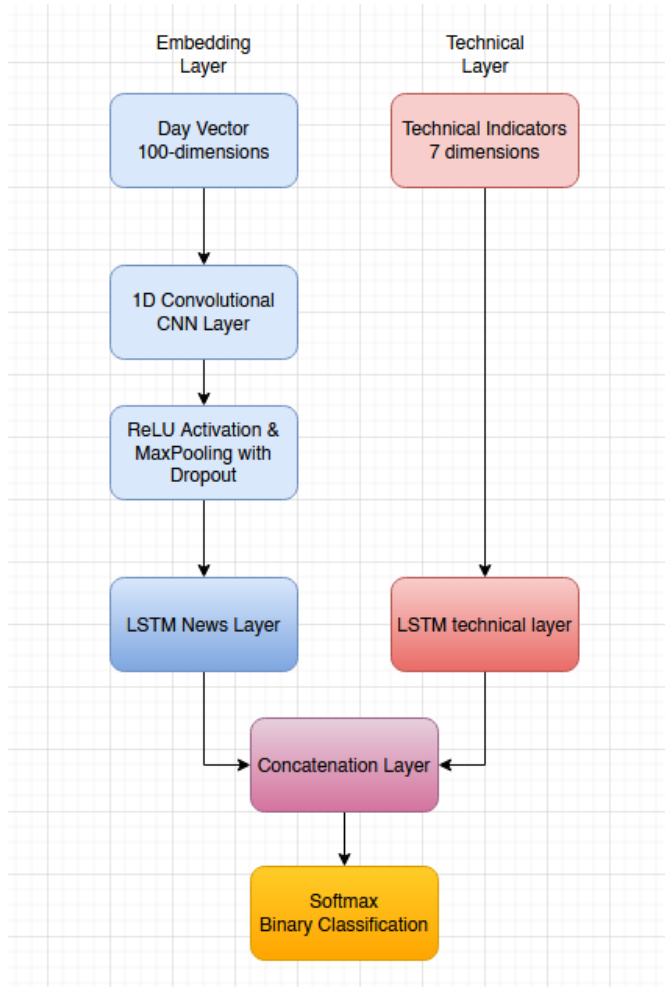 Embedding
Layer
Technical
Layer
Day Vector
100-dimensions
Technical Indicators
7 dimensions
1D Convolutional
CNN Layer
ReLU Activation &
MaxPooling with
Dropout
LSTM News Layer
LSTM technical layer
Concatenation Layer
Softmax
Binary Classification